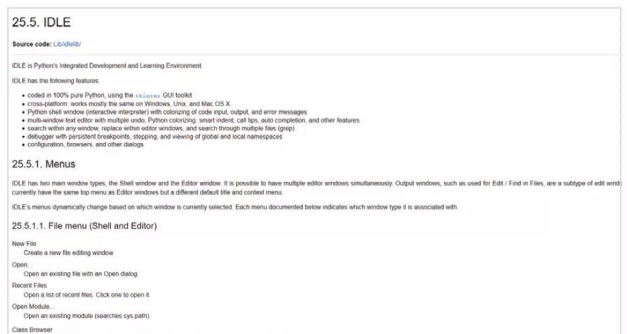 25.5. IDLE
Source code: Lib/idlelib/
IDLE is Python's Integrated Development and Learning Environment
IDLE has the following features:
• coded in 100% pure Python, using the tkinter GUI toolkit
• cross-platform: works mostly the same on Windows, Unix, and Mac OS X
• Python shell window (interactive interpreter) with colorizing of code input, output, and error messages
• multi-window text editor with multiple undo, Python colorizing, smart indent, call tips, auto completion, and other features
• search within any window, replace within editor windows, and search through multiple files (grep)
• debugger with persistent breakpoints, stepping, and viewing of global and local namespaces
• configuration, browsers, and other dialogs
25.5.1. Menus
IDLE has two main window types, the Shell window and the Editor window. It is possible to have multiple editor windows simultaneously. Output windows, such as used for Edit / Find in Files, are a subtype of edit wind
currently have the same top menu as Editor windows but a different default title and context menu.
IDLE's menus dynamically change based on which window is currently selected. Each menu documented below indicates which window type it is associated with.
25.5.1.1. File menu (Shell and Editor)
New File
Create a new file editing window
Open...
Open an existing file with an Open dialog
Recent Files
Open a list of recent files. Click one to open it
Open Module...
Open an existing module (searches sys.path)
Class Browser